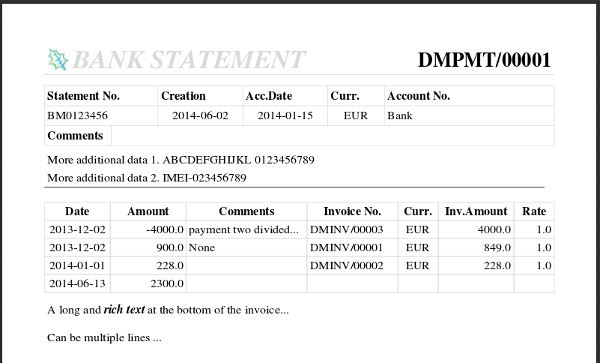 BANK STATEMENT DMPMT/00001
Statement No. Creation Acc.Date Curr. Account No.
BM0123456 2014-06-02 2014-01-15 EUR Bank
Comments
More additional data 1. ABCDEFGHIJKL 0123456789
More additional data 2. IMEI-023456789
Date Amount Comments Invoice No. Curr. Inv.Amount Rate
2013-12-02 -4000.0 payment two divided... DMINV/00003 EUR 4000.0 1.0
2013-12-02 900.0 None DMINV/00001 EUR 849.0 1.0
2014-01-01 228.0 DMINV/00002 EUR 228.0 1.0
2014-06-13 2300.0
A long and rich text at the bottom of the invoice...
Can be multiple lines ...